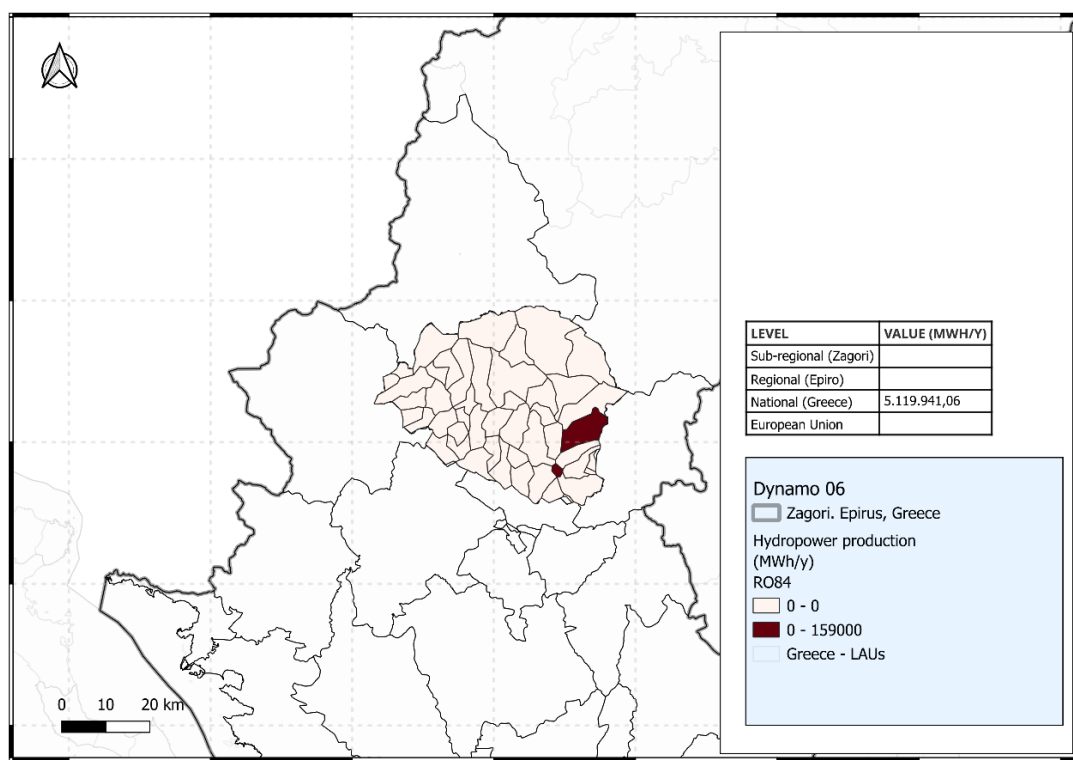 LEVEL VALUE (MWH/Y)
Sub-regional (Zagori)
Regional (Epiro)
National (Greece) 5.119.941,06
European Union
Dynamo 06
Zagori. Epirus, Greece
Hydropower production
(MWh/y)
RO84
0 - 0
0 - 159000
Greece - LAUs
0 10 20 km